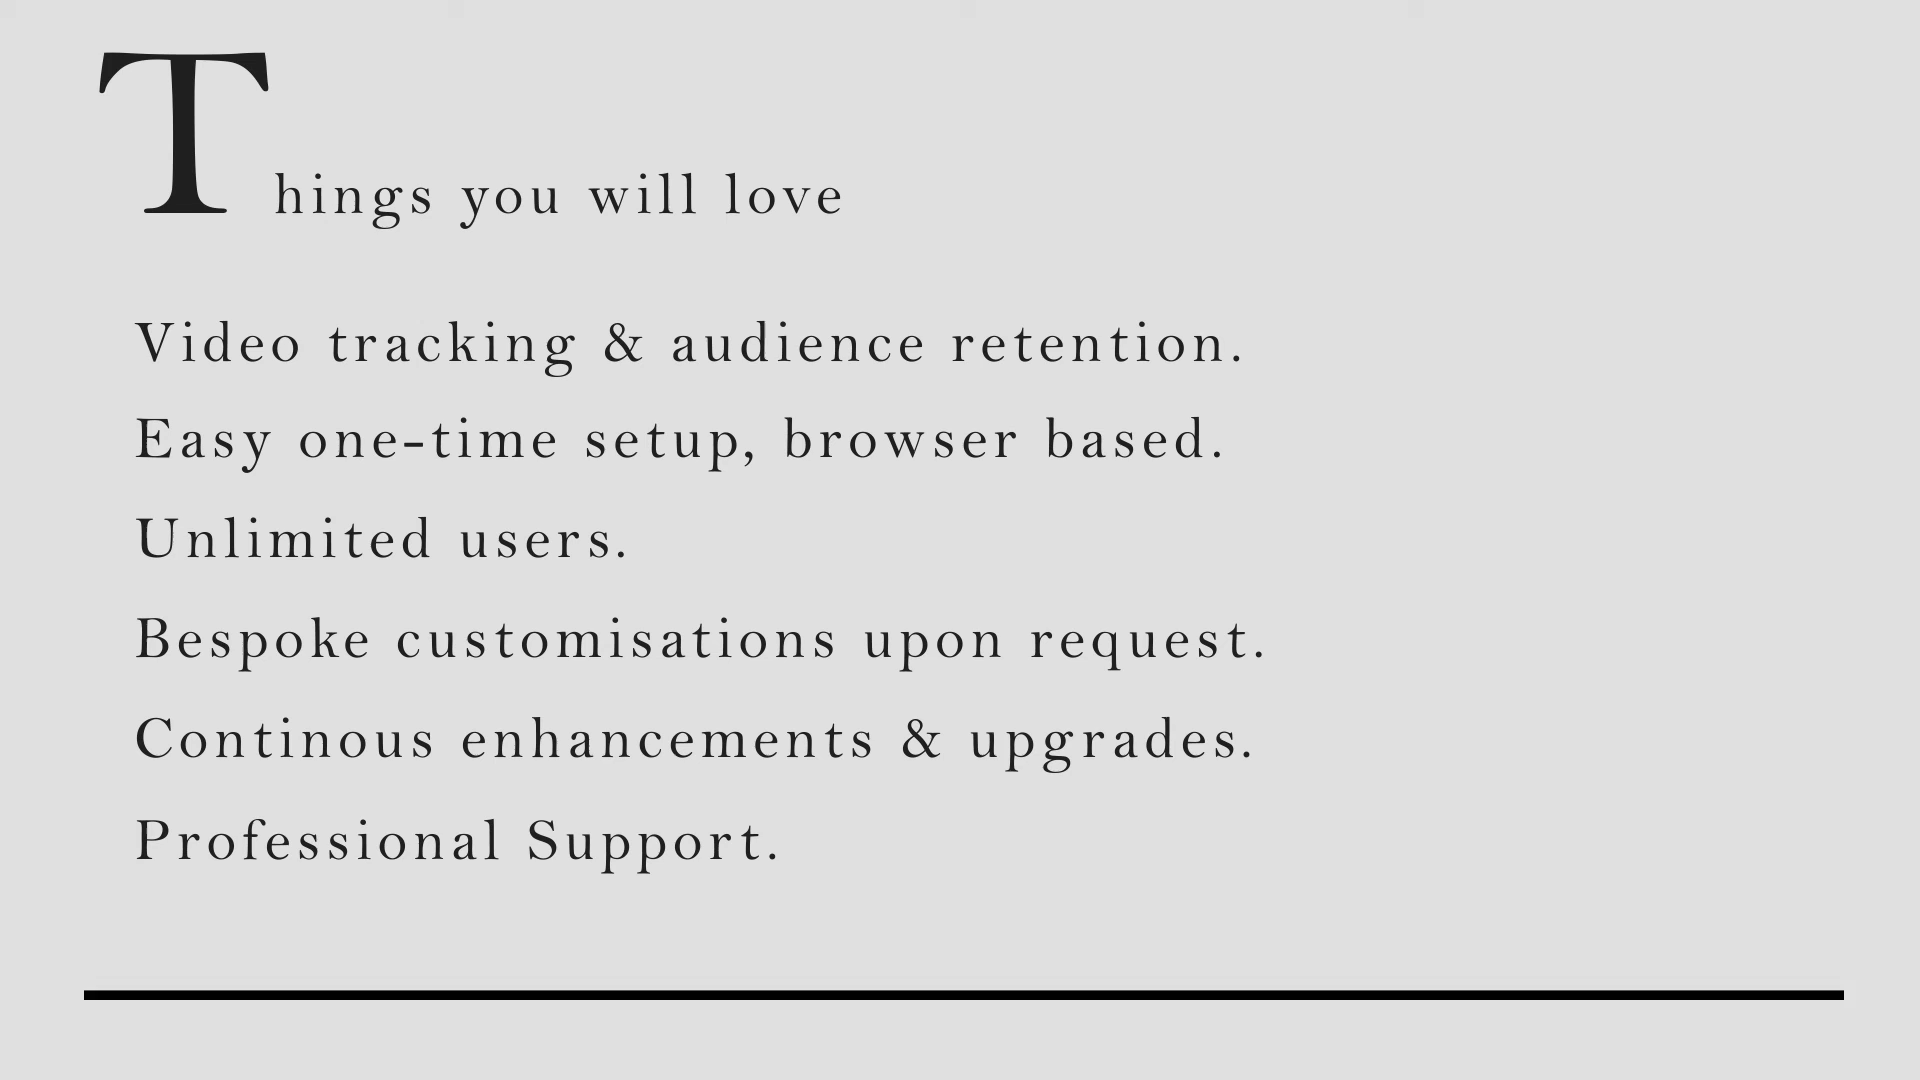 Things you will love
Video tracking & audience retention.
Easy one-time setup, browser based.
Unlimited users.
Bespoke customisations upon request.
Continous enhancements & upgrades.
Professional Support.